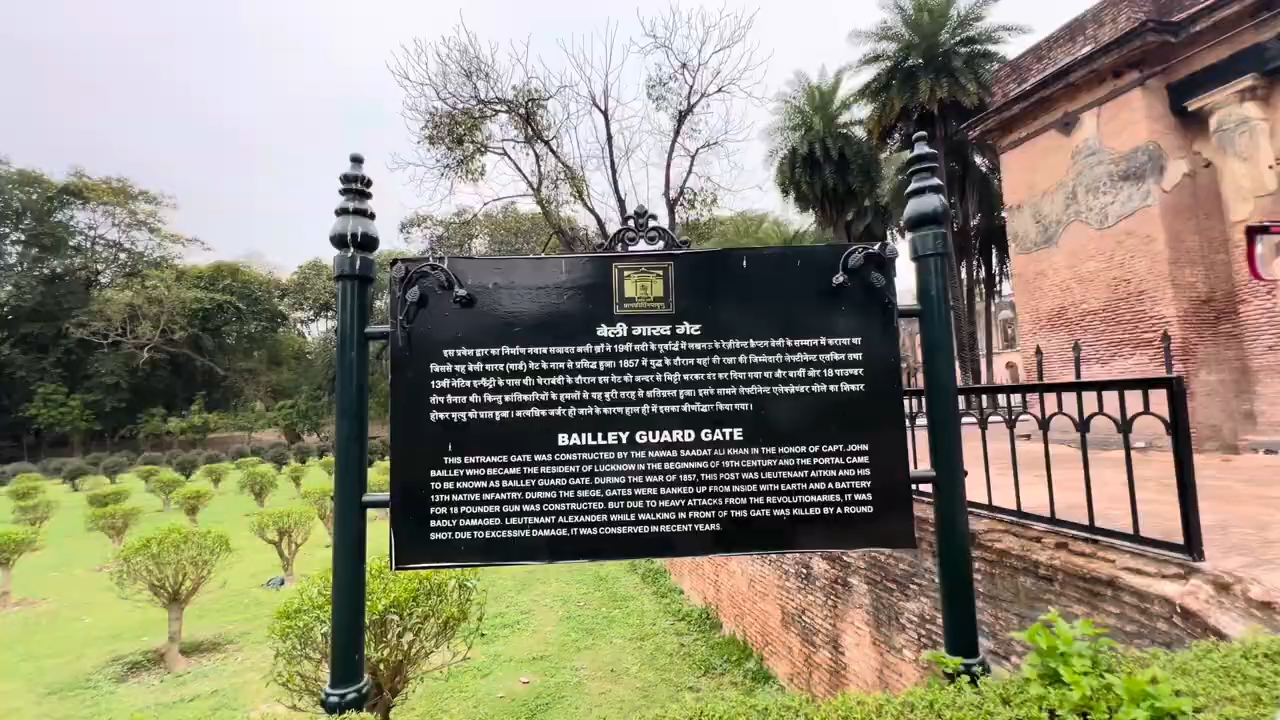 प्रत्नकीर्तिमपावृणु
बेली गारद गेट
इस प्रवेश द्वार का निर्माण नवाब सआदत अली खाँ ने 19वीं सदी के पूर्वार्द्ध में लखनऊ के रेज़ीडेन्ट कैप्टन बेली के सम्मान में कराया था
जिससे यह बेली गारद (गार्ड) गेट के नाम से प्रसिद्ध हुआ। 1857 में युद्ध के दौरान यहां की रक्षा की जिम्मेदारी लेफ्टीनेन्ट एतकिन तथा
13वीं नेटिव इन्फैन्ट्री के पास थी। घेराबंदी के दौरान इस गेट को अन्दर से मिट्टी भरकर बंद कर दिया गया था और बायीं ओर 18 पाउण्डर
तोप तैनात थी। किन्तु क्रांतिकारियों के हमलों से यह बुरी तरह से क्षतिग्रस्त हुआ। इसके सामने लेफ्टीनेन्ट एलेक्ज़ेण्डर गोले का शिकार
होकर मृत्यु को प्राप्त हुआ। अत्यधिक जर्जर हो जाने के कारण हाल ही में इसका जीर्णोद्धार किया गया।
BAILLEY GUARD GATE
THIS ENTRANCE GATE WAS CONSTRUCTED BY THE NAWAB SAADAT ALI KHAN IN THE HONOR OF CAPT. JOHN
BAILLEY WHO BECAME THE RESIDENT OF LUCKNOW IN THE BEGINNING OF 19TH CENTURY AND THE PORTAL CAME
TO BE KNOWN AS BAILLEY GUARD GATE. DURING THE WAR OF 1857, THIS POST WAS LIEUTENANT AITKIN AND HIS
13TH NATIVE INFANTRY. DURING THE SIEGE, GATES WERE BANKED UP FROM INSIDE WITH EARTH AND A BATTERY
FOR 18 POUNDER GUN WAS CONSTRUCTED. BUT DUE TO HEAVY ATTACKS FROM THE REVOLUTIONARIES, IT WAS
BADLY DAMAGED. LIEUTENANT ALEXANDER WHILE WALKING IN FRONT OF THIS GATE WAS KILLED BY A ROUND
SHOT. DUE TO EXCESSIVE DAMAGE, IT WAS CONSERVED IN RECENT YEARS.